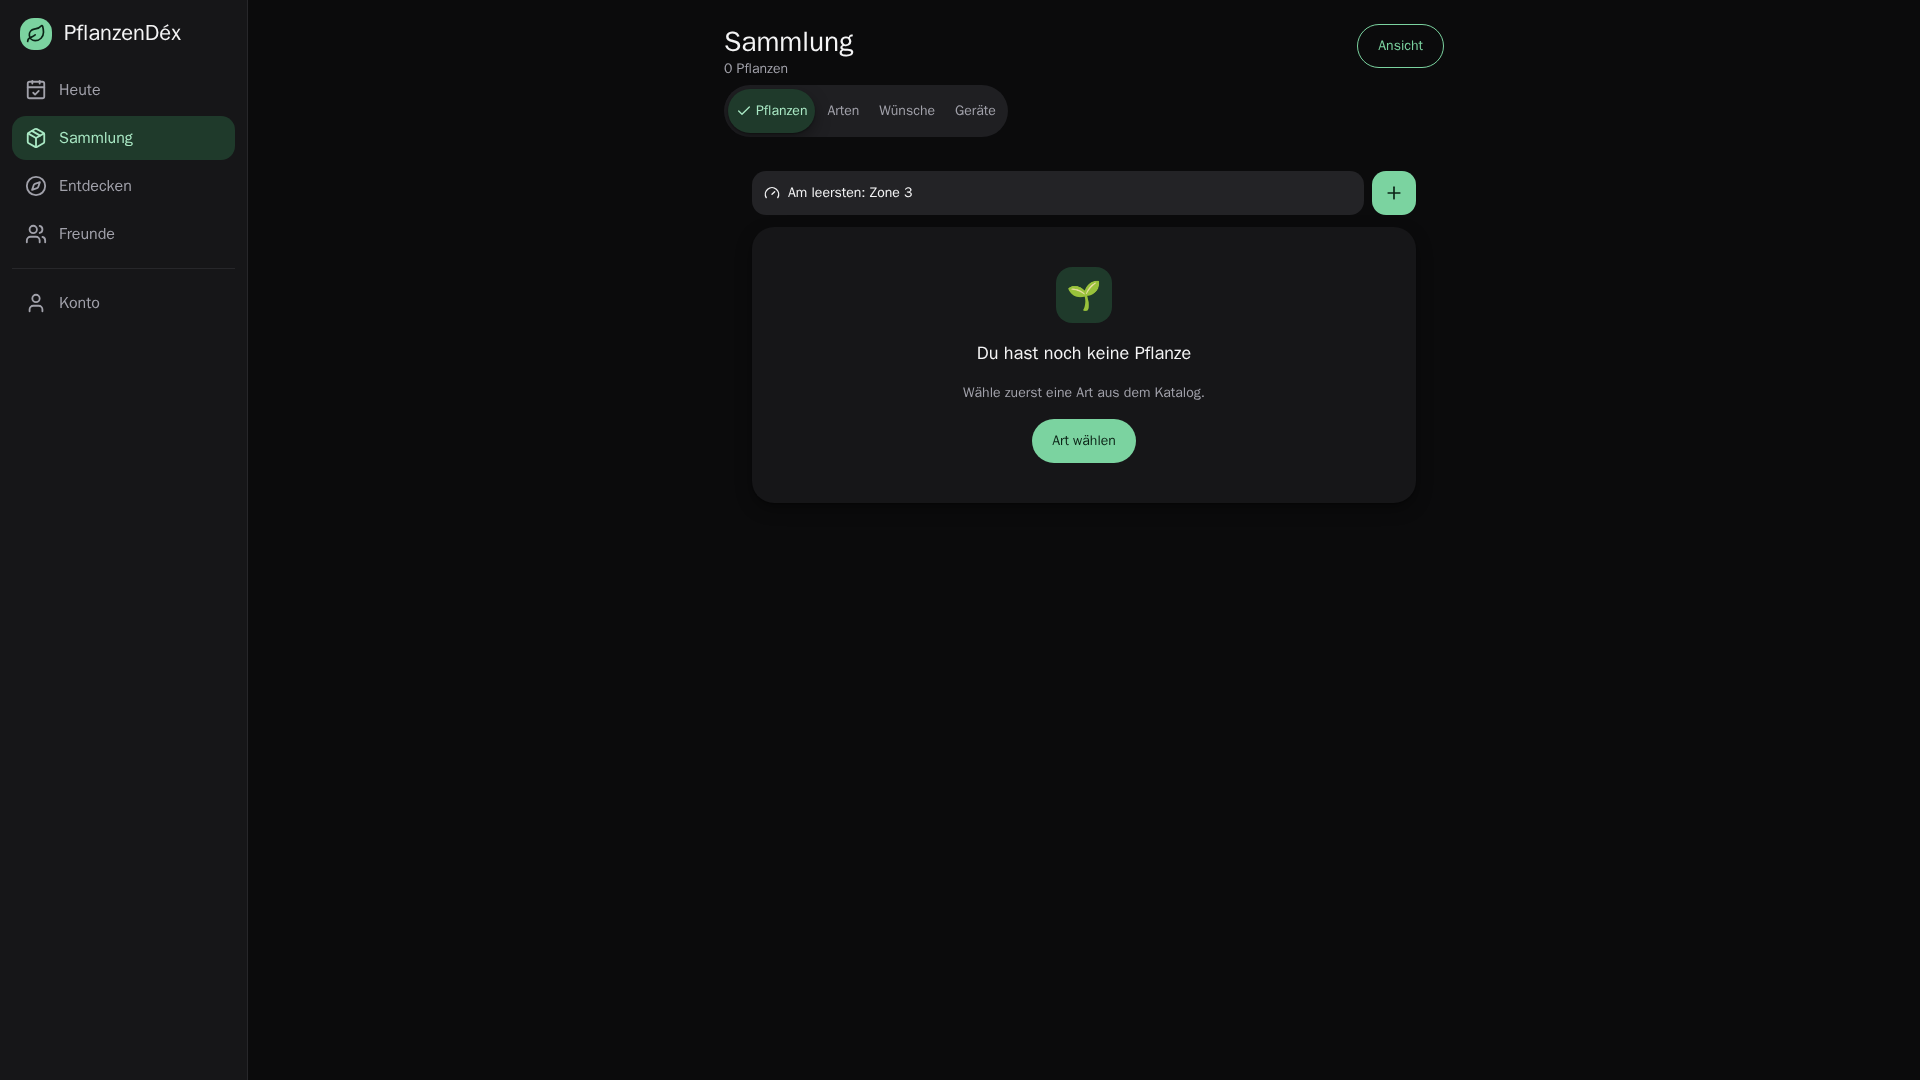 PflanzenDéx
Heute
Sammlung
Entdecken
Freunde
Konto
Sammlung
0 Pflanzen
Ansicht
Pflanzen
Arten
Wünsche
Geräte
Am leersten: Zone 3
Du hast noch keine Pflanze
Wähle zuerst eine Art aus dem Katalog.
Art wählen